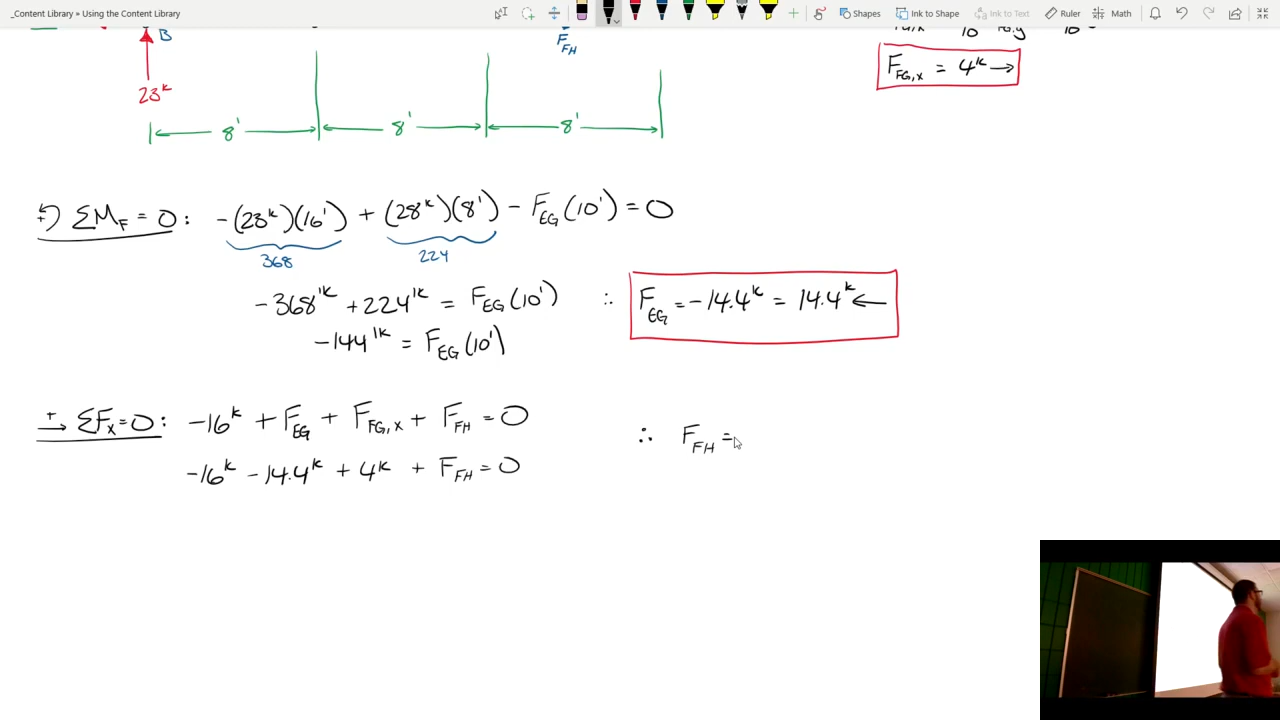 _Content Library » Using the Content Library
Shapes Ink to Shape Ink to Text Ruler Math
B
F_FH
23^k
F_FG,x = 4^k →
8' 8' 8'
↺+ ΣM_F = 0: -(23^k)(16') + (28^k)(8') - F_EG(10') = 0
368 224
-368'^k + 224'^k = F_EG(10') ∴ F_EG = -14.4^k = 14.4^k ←
-144'^k = F_EG(10')
+→ ΣF_x = 0: -16^k + F_EG + F_FG,x + F_FH = 0
∴ F_FH =
-16^k - 14.4^k + 4^k + F_FH = 0